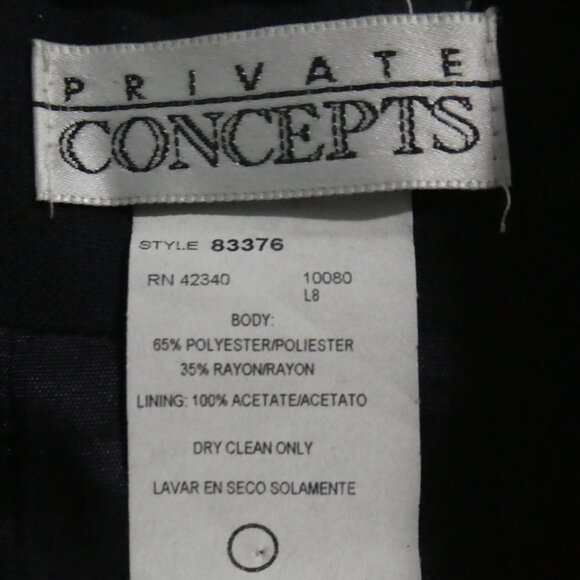 PRIVATE
CONCEPTS
STYLE 83376
RN 42340 10080
L8
BODY:
65% POLYESTER/POLIESTER
35% RAYON/RAYON
LINING: 100% ACETATE/ACETATO
DRY CLEAN ONLY
LAVAR EN SECO SOLAMENTE